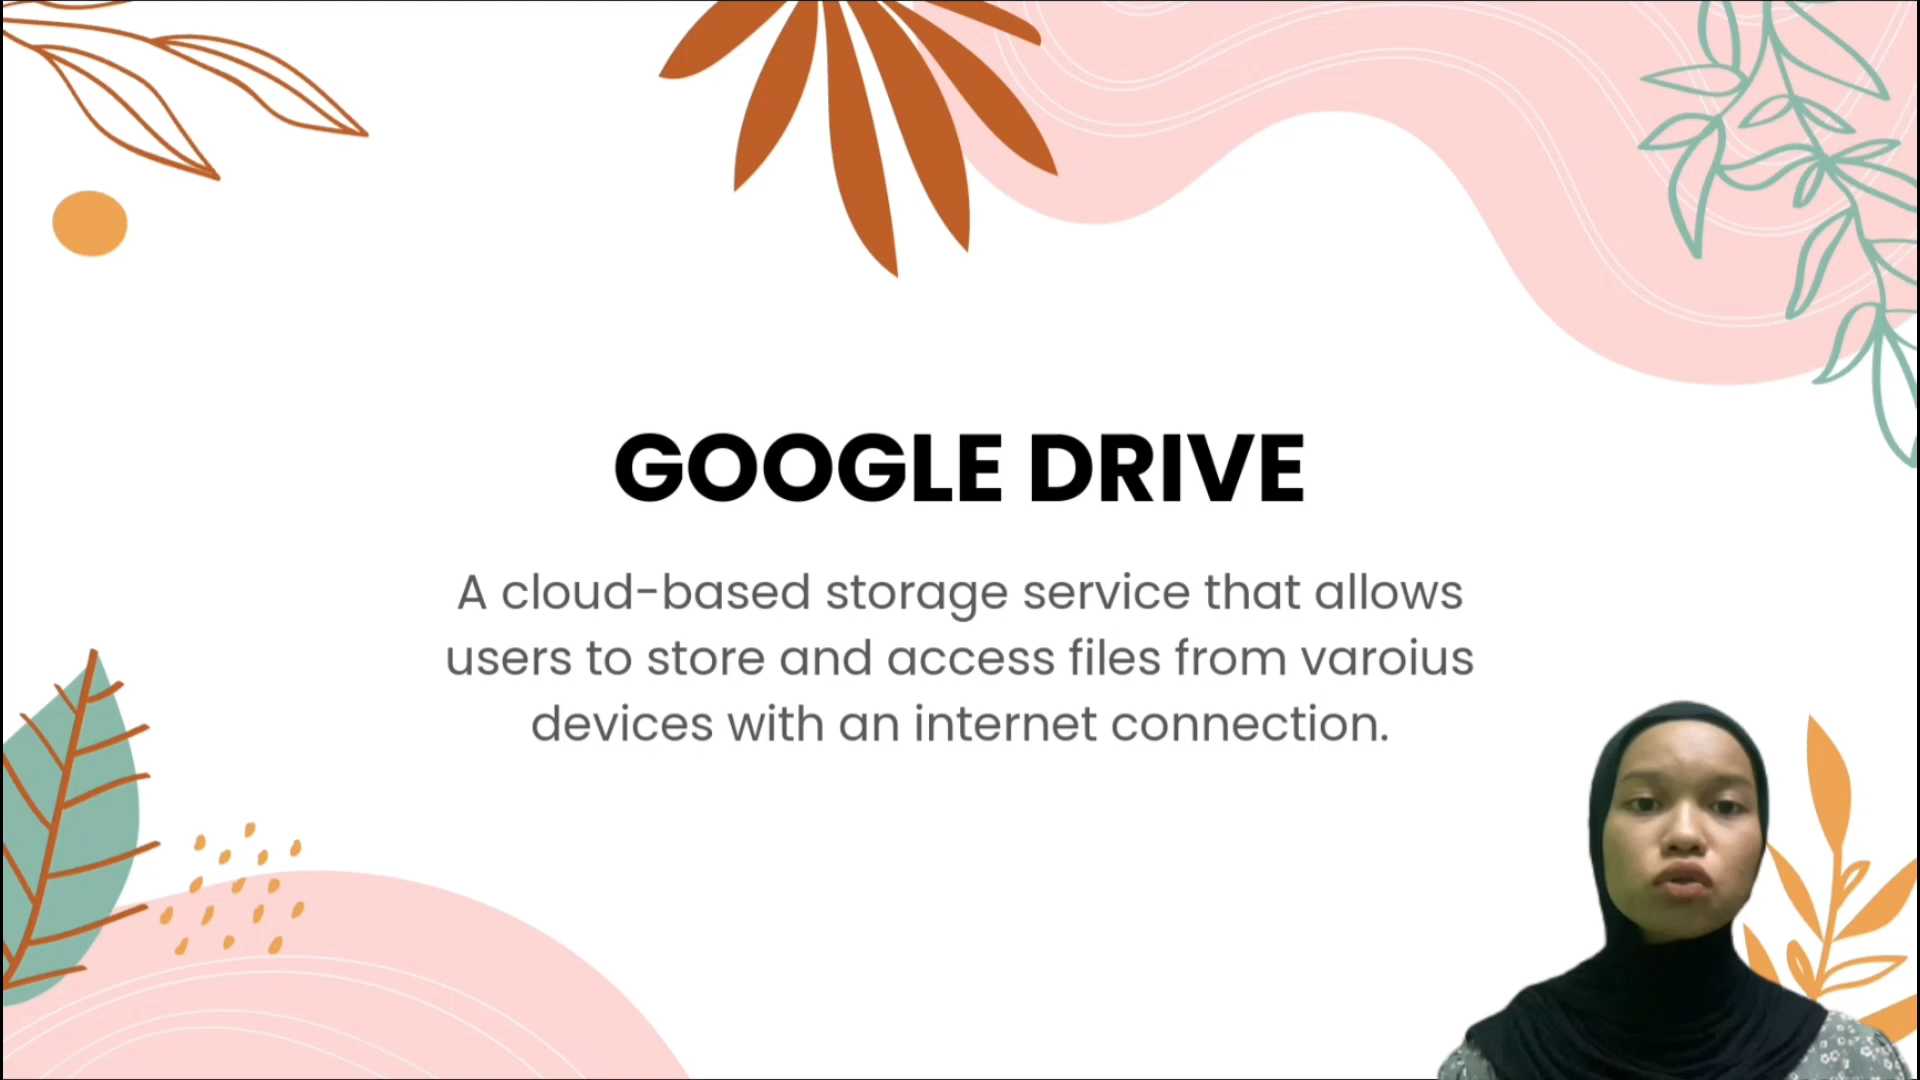 GOOGLE DRIVE
A cloud-based storage service that allows
users to store and access files from varoius
devices with an internet connection.